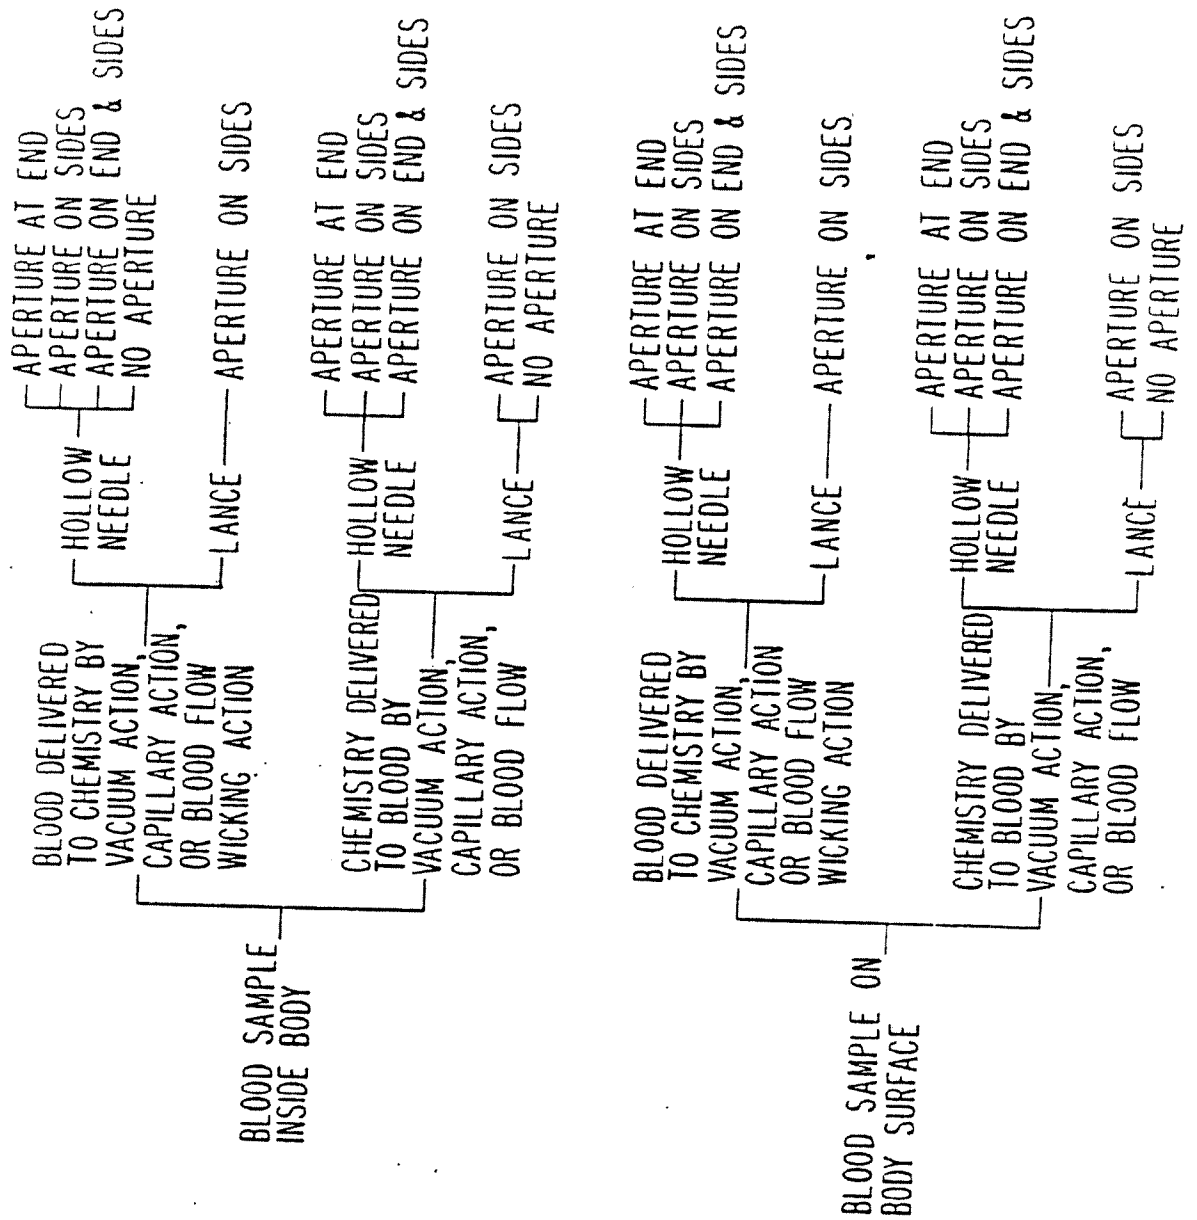 BLOOD SAMPLE
INSIDE BODY
BLOOD DELIVERED
TO CHEMISTRY BY
VACUUM ACTION,
CAPILLARY ACTION,
OR BLOOD FLOW
WICKING ACTION
HOLLOW
NEEDLE
APERTURE AT END
APERTURE ON SIDES
APERTURE ON END & SIDES
NO APERTURE
LANCE
APERTURE ON SIDES
CHEMISTRY DELIVERED
TO BLOOD BY
VACUUM ACTION,
CAPILLARY ACTION,
OR BLOOD FLOW
HOLLOW
NEEDLE
APERTURE AT END
APERTURE ON SIDES
APERTURE ON END & SIDES
LANCE
APERTURE ON SIDES
NO APERTURE
BLOOD SAMPLE ON
BODY SURFACE
BLOOD DELIVERED
TO CHEMISTRY BY
VACUUM ACTION,
CAPILLARY ACTION
OR BLOOD FLOW
WICKING ACTION
HOLLOW
NEEDLE
APERTURE AT END
APERTURE ON SIDES
APERTURE ON END & SIDES
LANCE
APERTURE ON SIDES
CHEMISTRY DELIVERED
TO BLOOD BY
VACUUM ACTION,
CAPILLARY ACTION,
OR BLOOD FLOW
HOLLOW
NEEDLE
APERTURE AT END
APERTURE ON SIDES
APERTURE ON END & SIDES
LANCE
APERTURE ON SIDES
NO APERTURE